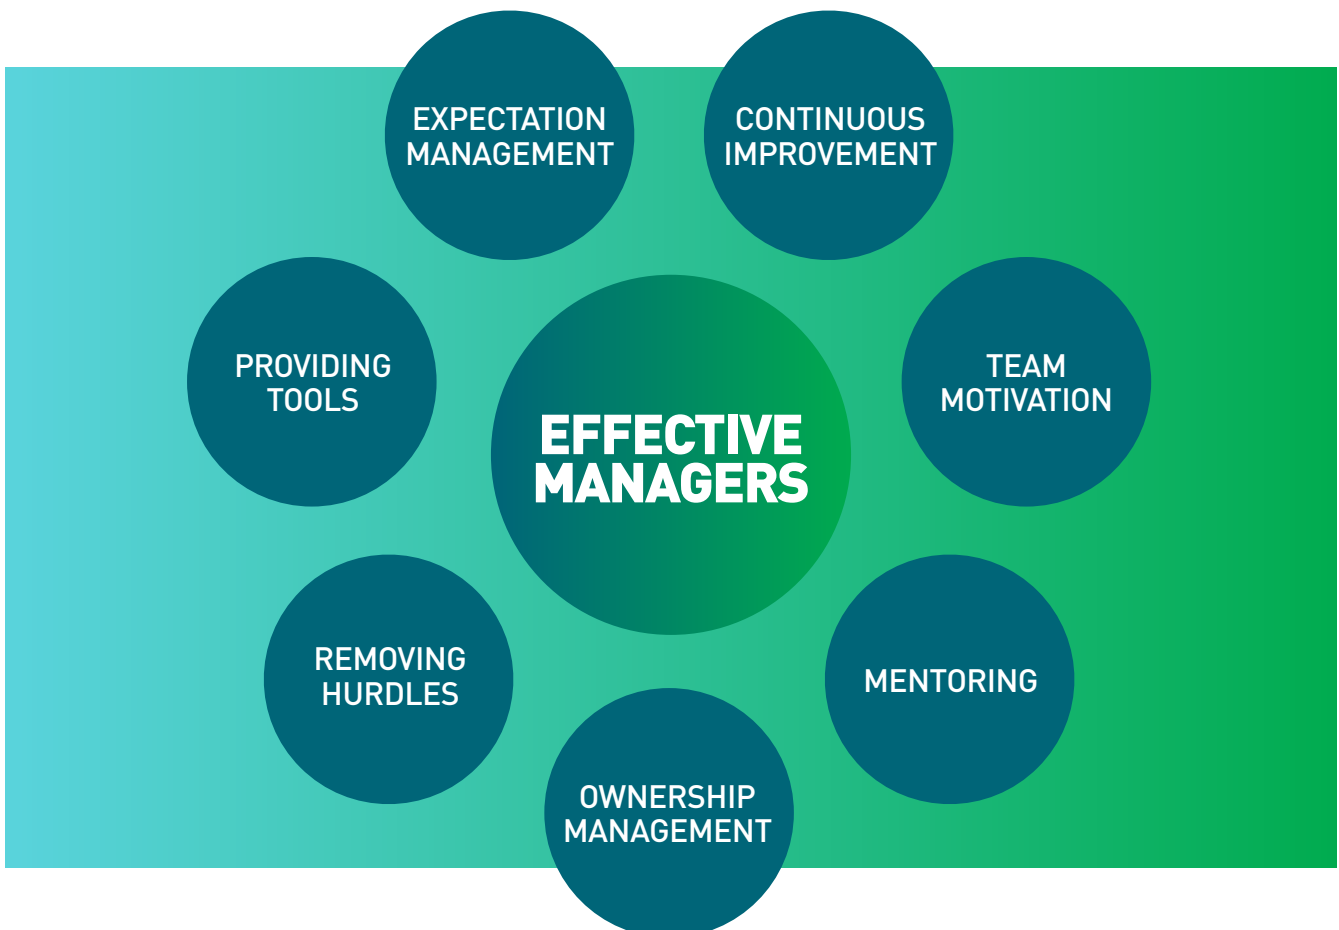 EXPECTATION
MANAGEMENT
CONTINUOUS
IMPROVEMENT
PROVIDING
TOOLS
TEAM
MOTIVATION
EFFECTIVE
MANAGERS
REMOVING
HURDLES
MENTORING
OWNERSHIP
MANAGEMENT